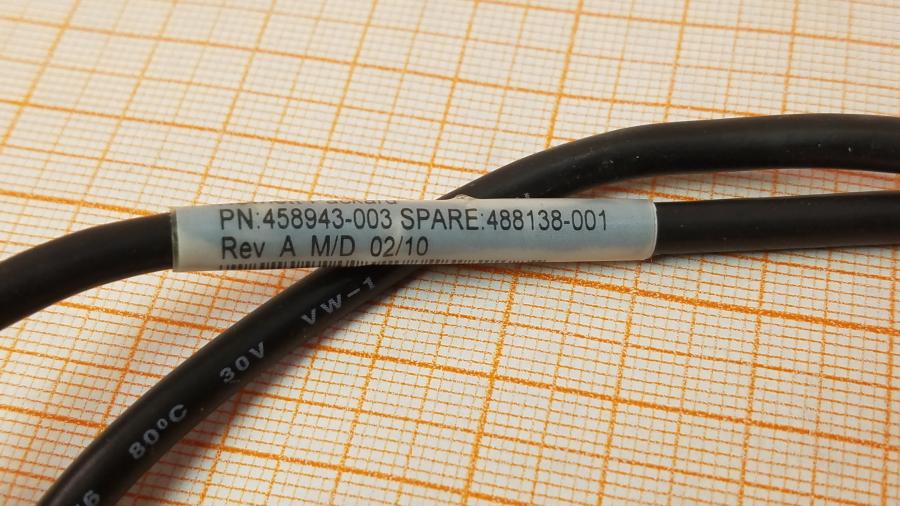 PN:458943-003 SPARE:488138-001
Rev A M/D 02/10
80°C 30V VW-1